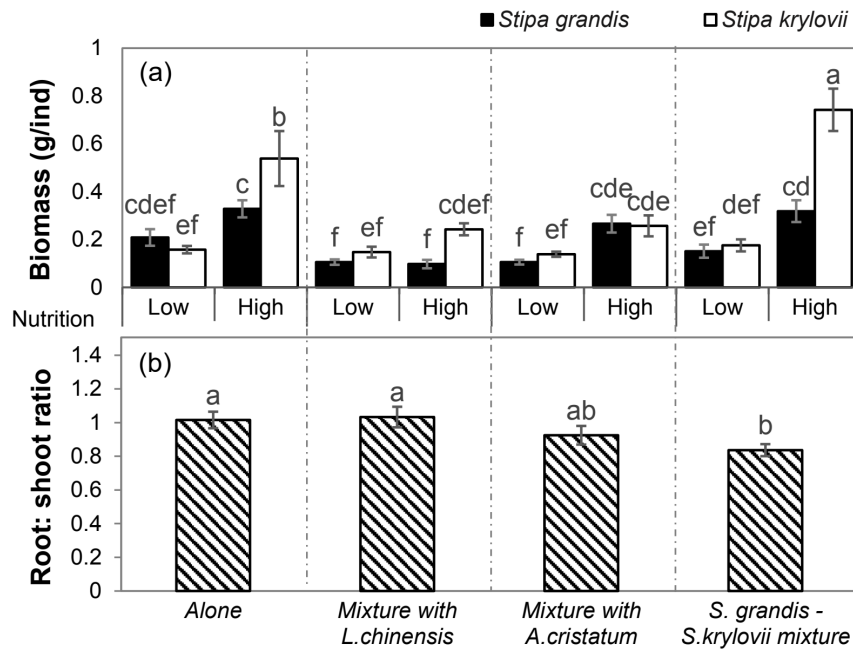 Stipa grandis Stipa krylovii
1
(a)
a
0.8
b
0.6
c
cde
cd
0.4
cdef
cde
cde
def
ef
f ef f
f ef
ef
0.2
0
Biomass (g/ind)
Nutrition
Low High Low High Low High Low High
1.4
(b)
1.2
a a ab b
1
0.8
0.6
0.4
0.2
0
Root: shoot ratio
Alone
Mixture with
L.chinensis
Mixture with
A.cristatum
S. grandis -
S.krylovii mixture